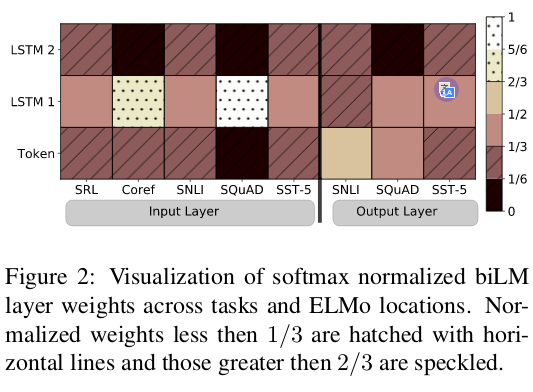 LSTM 2
LSTM 1
Token
SRL Coref SNLI SQuAD SST-5 SNLI SQuAD SST-5
Input Layer Output Layer
1
5/6
2/3
1/2
1/3
1/6
0
Figure 2: Visualization of softmax normalized biLM
layer weights across tasks and ELMo locations. Nor-
malized weights less then 1/3 are hatched with hori-
zontal lines and those greater then 2/3 are speckled.